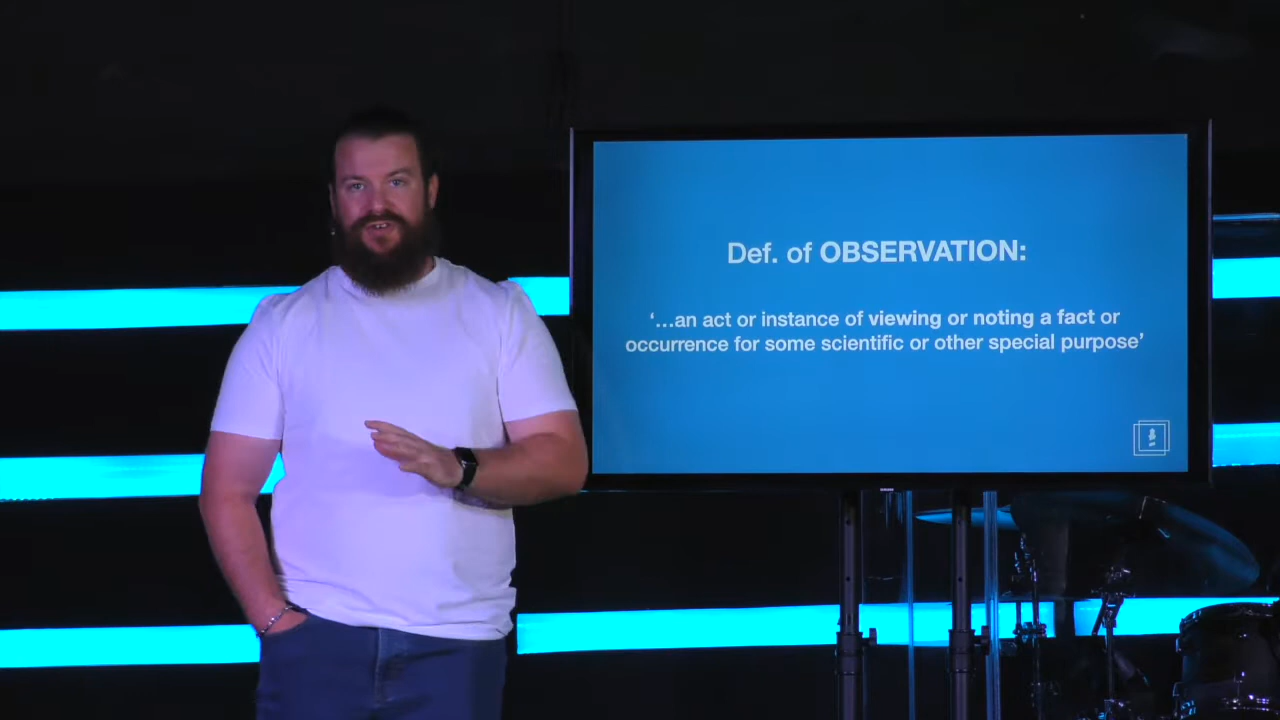 Def. of OBSERVATION:
‘…an act or instance of viewing or noting a fact or
occurrence for some scientific or other special purpose’